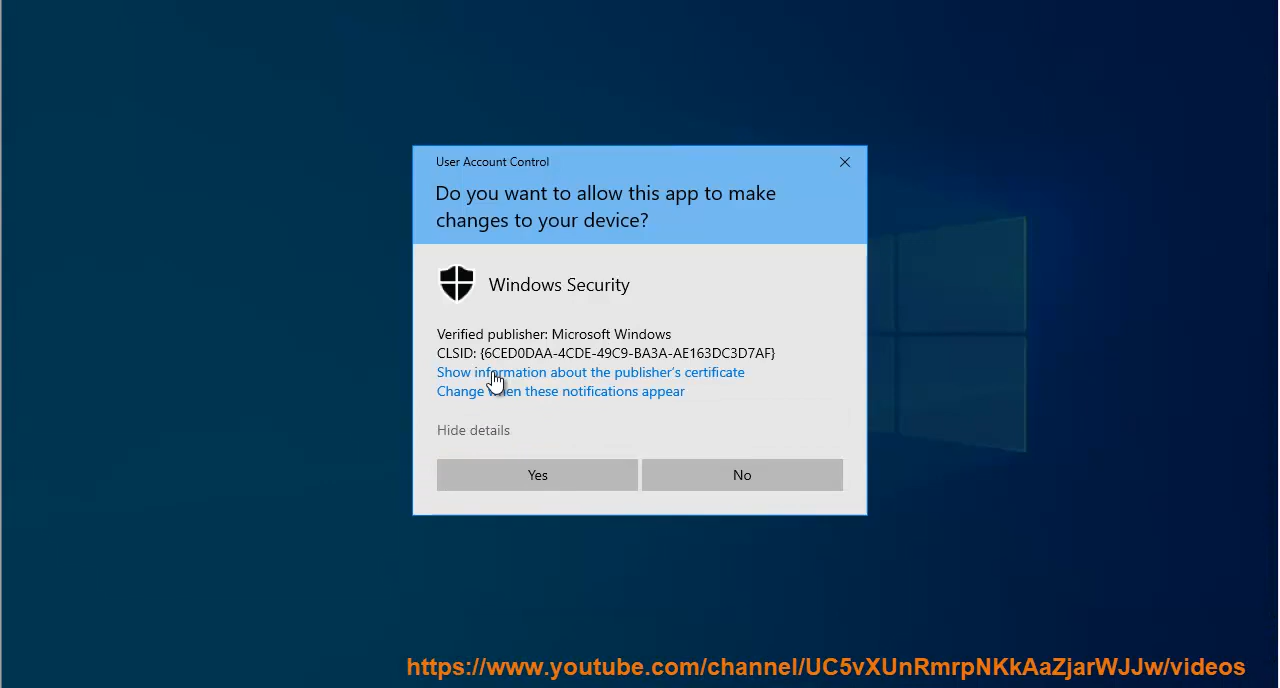 User Account Control
Do you want to allow this app to make
changes to your device?
Windows Security
Verified publisher: Microsoft Windows
CLSID: {6CED0DAA-4CDE-49C9-BA3A-AE163DC3D7AF}
Show information about the publisher's certificate
Change when these notifications appear
Hide details
Yes
No
https://www.youtube.com/channel/UC5vXUnRmrpNKkAaZjarWJJw/videos